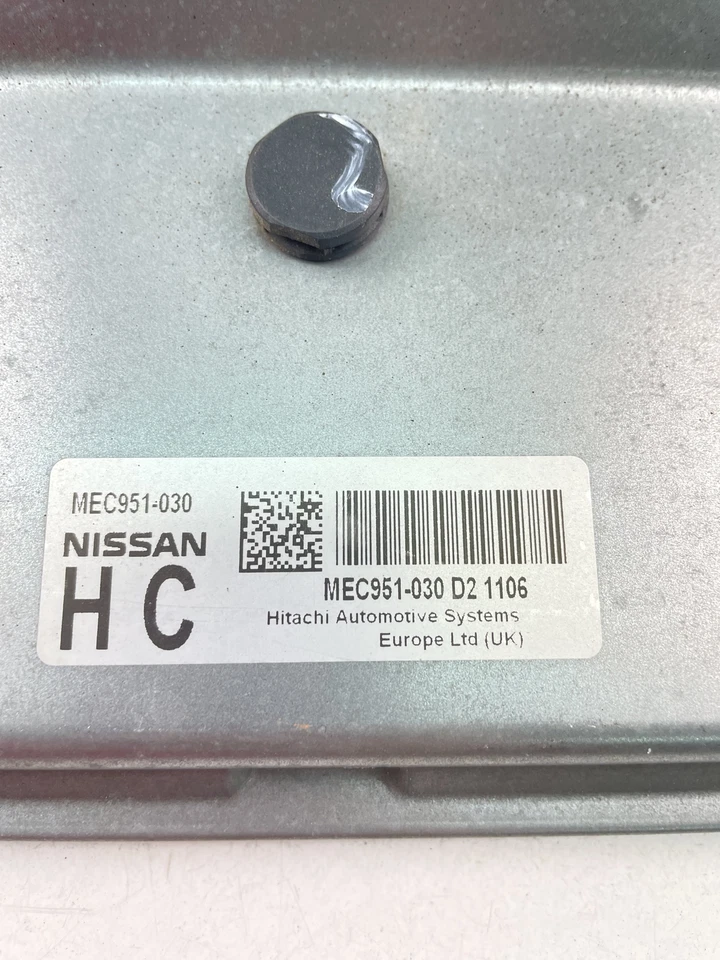 MEC951-030
NISSAN
H C
MEC951-030 D2 1106
Hitachi Automotive Systems
Europe Ltd (UK)